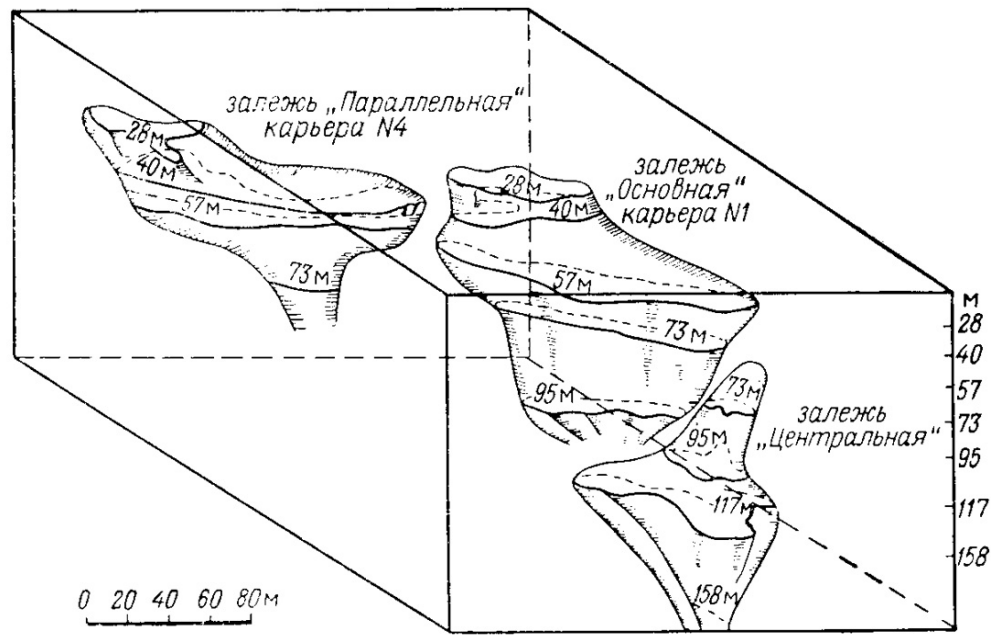 залежь „Параллельная“
карьера N4
28м
40м
57м
73м
залежь
„Основная“
карьера N1
28м
40м
57м
73м
95м
залежь
„Центральная“
73м
95м
117м
158м
м
28
40
57
73
95
117
158
0 20 40 60 80м